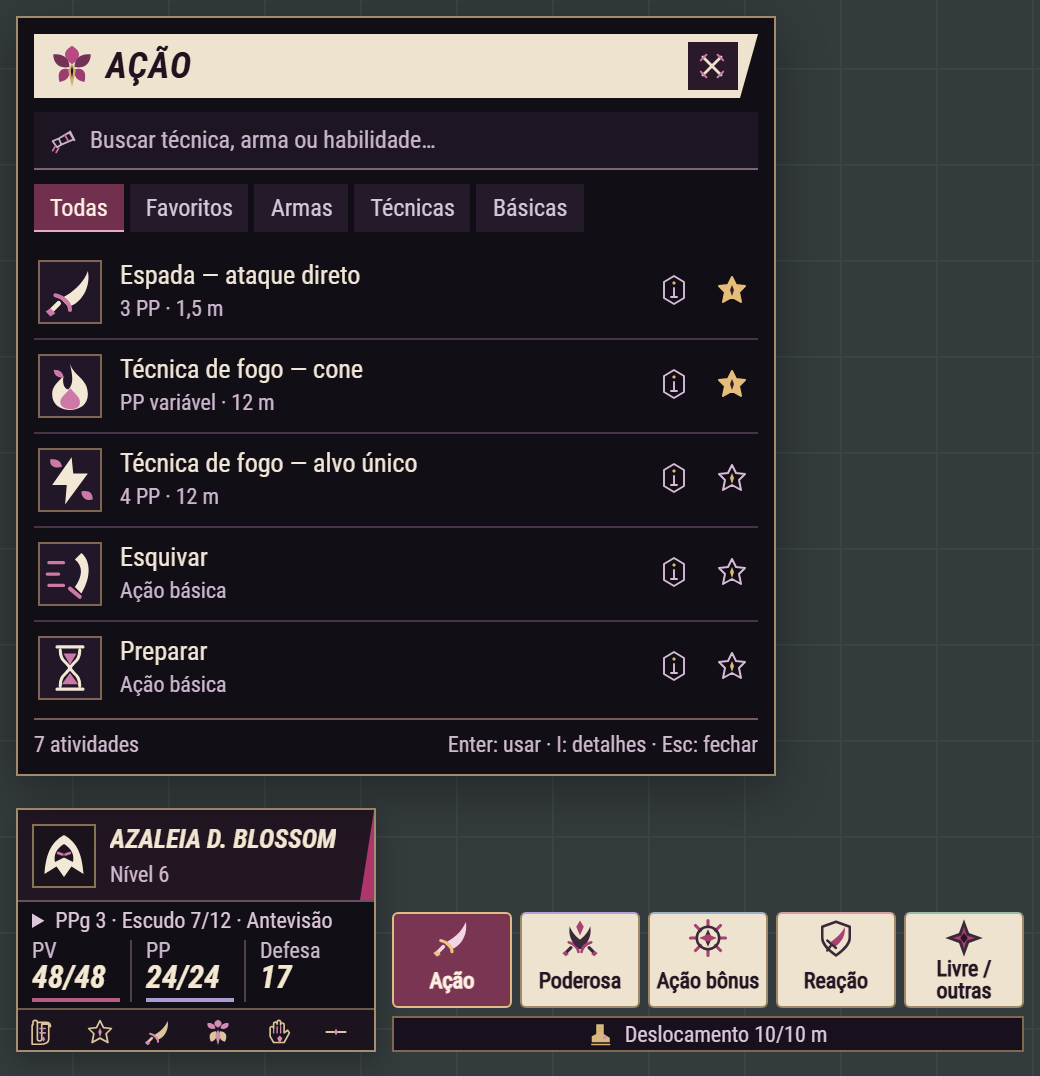 AÇÃO
Buscar técnica, arma ou habilidade…
Todas Favoritos Armas Técnicas Básicas
Espada — ataque direto
3 PP · 1,5 m
Técnica de fogo — cone
PP variável · 12 m
Técnica de fogo — alvo único
4 PP · 12 m
Esquivar
Ação básica
Preparar
Ação básica
7 atividades Enter: usar · I: detalhes · Esc: fechar
AZALEIA D. BLOSSOM
Nível 6
PPg 3 · Escudo 7/12 · Antevisão
PV PP Defesa
48/48 24/24 17
Ação Poderosa Ação bônus Reação Livre /
outras
Deslocamento 10/10 m